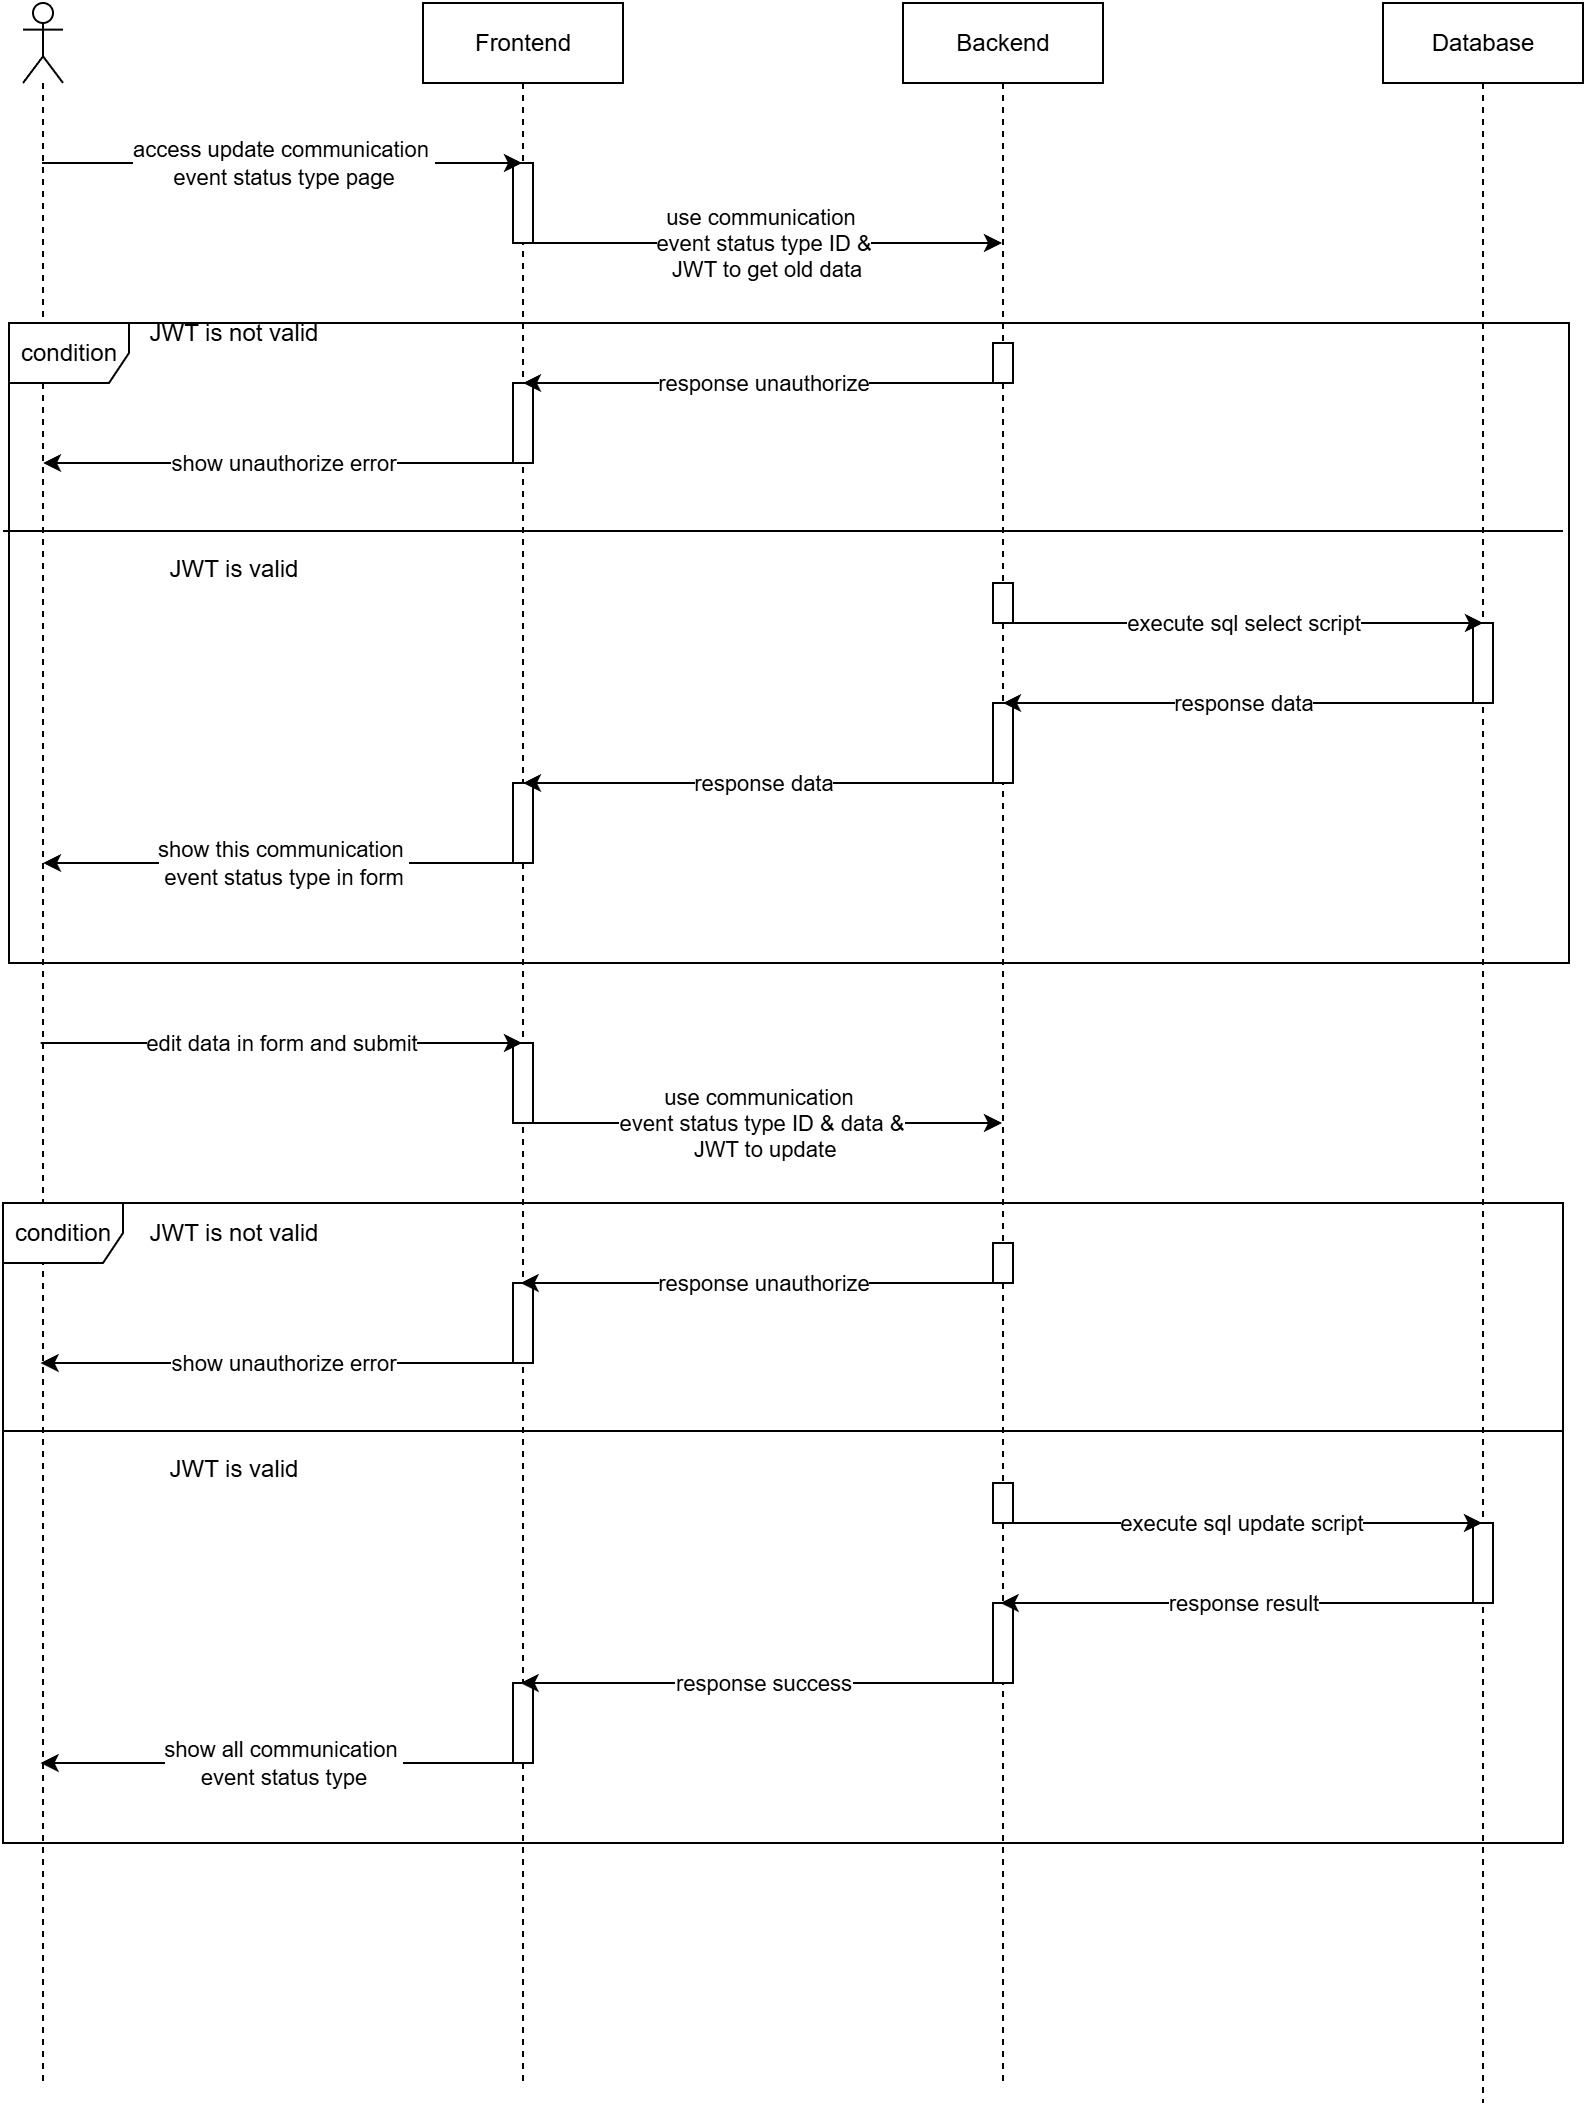 Frontend
Backend
Database
access update communication
event status type page
use communication
event status type ID &
JWT to get old data
condition
JWT is not valid
response unauthorize
show unauthorize error
JWT is valid
execute sql select script
response data
response data
show this communication
event status type in form
edit data in form and submit
use communication
event status type ID & data &
JWT to update
condition
JWT is not valid
response unauthorize
show unauthorize error
JWT is valid
execute sql update script
response result
response success
show all communication
event status type